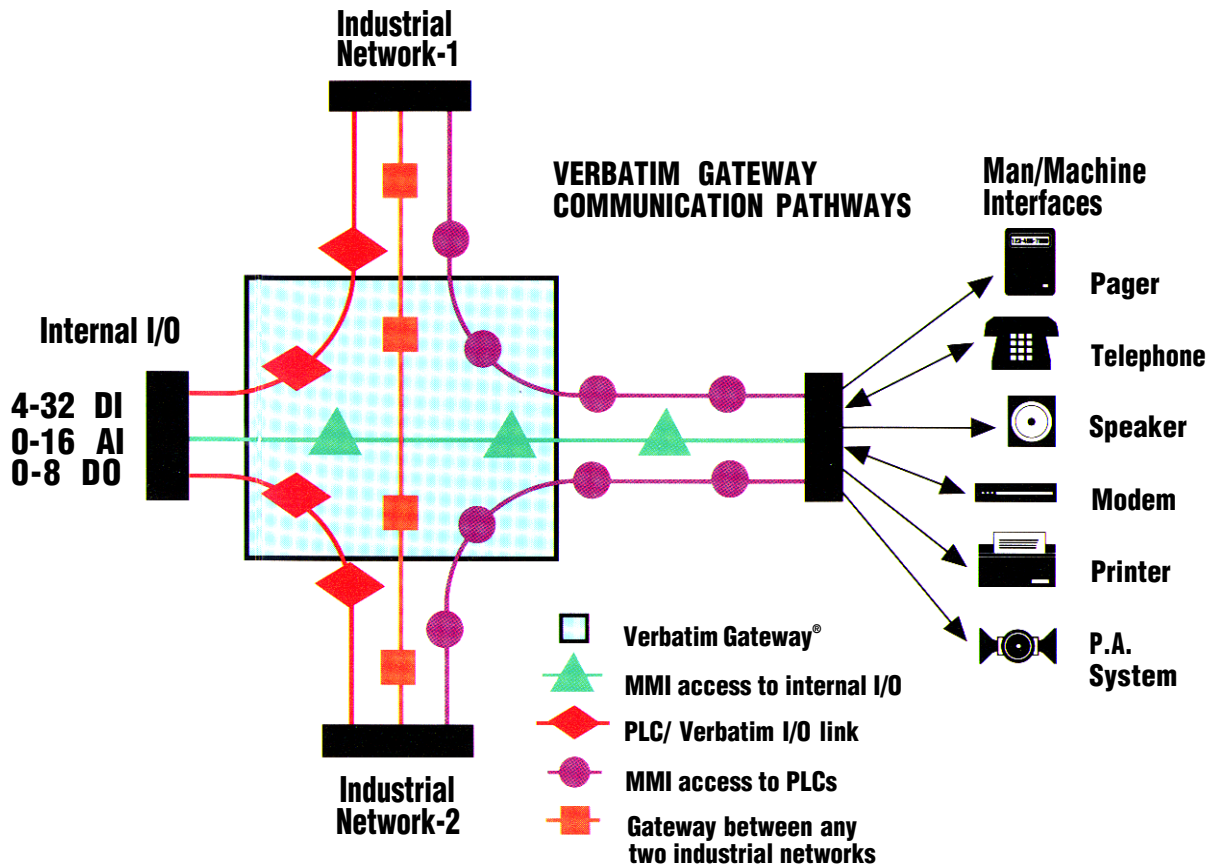 Industrial
Network-1
VERBATIM GATEWAY
COMMUNICATION PATHWAYS
Man/Machine
Interfaces
Pager
Internal I/O
Telephone
4-32 DI
0-16 AI
0-8 DO
Speaker
Modem
Printer
P.A.
System
Verbatim Gateway®
MMI access to internal I/O
PLC/ Verbatim I/O link
MMI access to PLCs
Gateway between any
two industrial networks
Industrial
Network-2